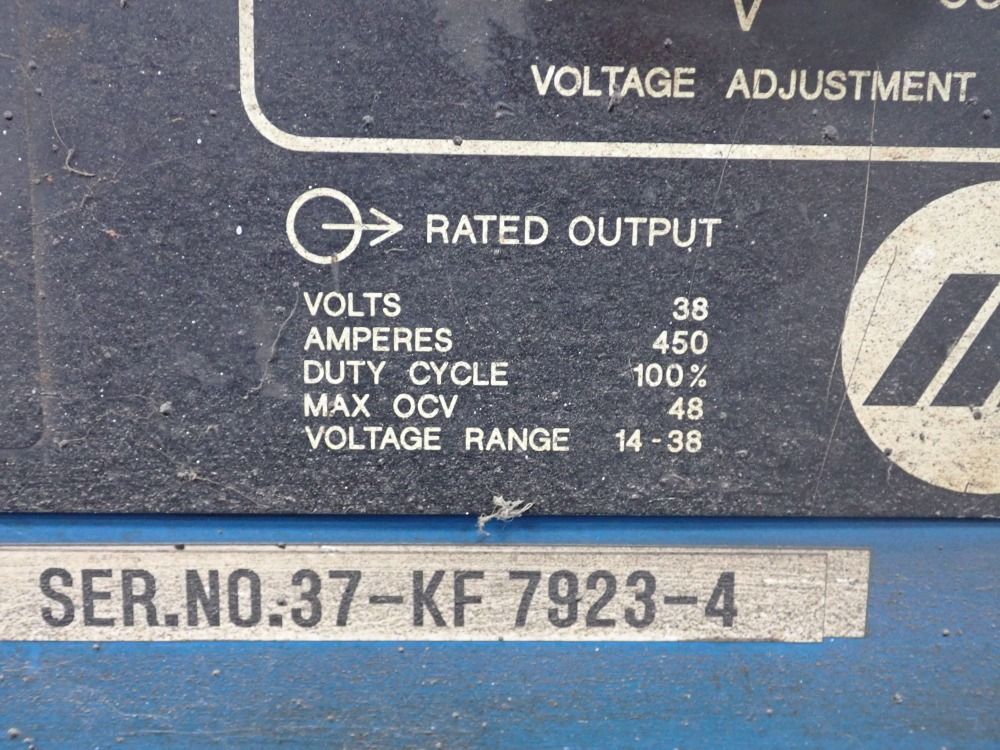 V
VOLTAGE ADJUSTMENT
RATED OUTPUT
VOLTS 38
AMPERES 450
DUTY CYCLE 100%
MAX OCV 48
VOLTAGE RANGE 14-38
SER.NO.37-KF 7923-4